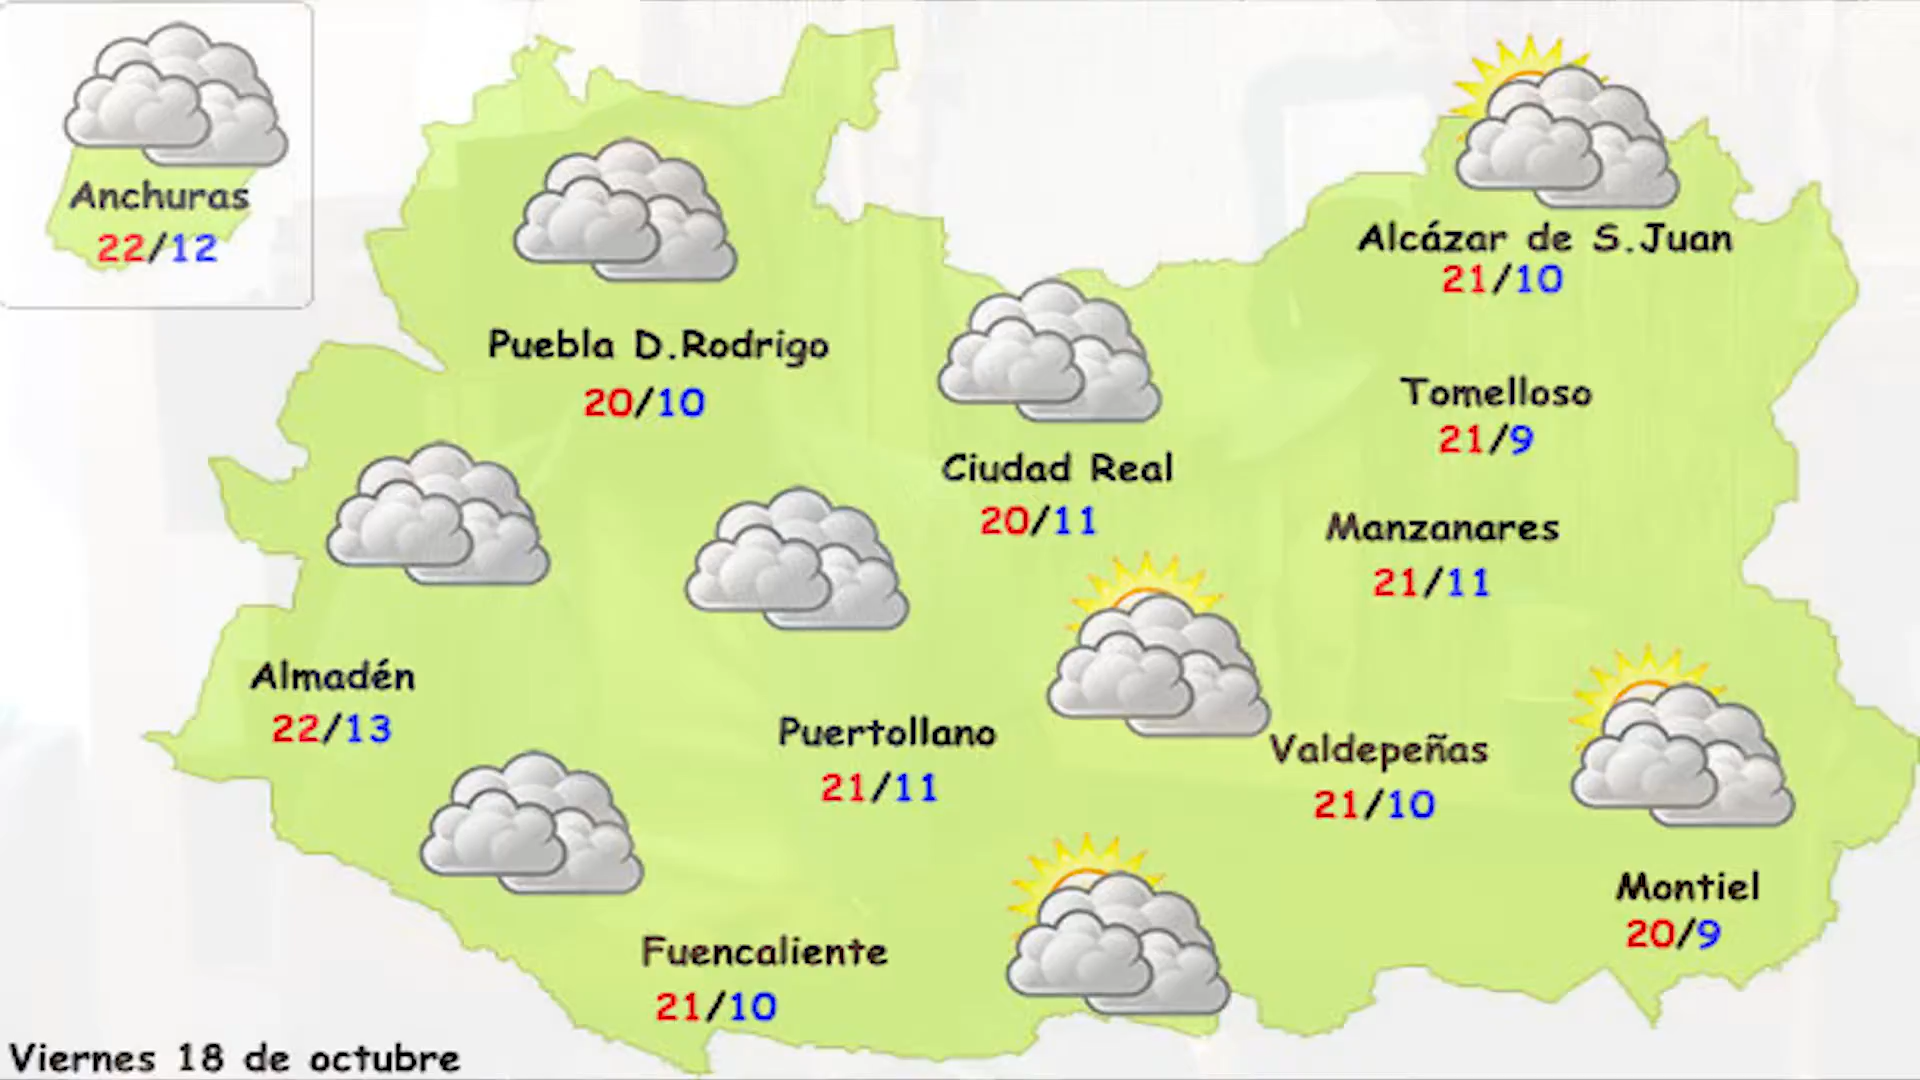 Anchuras
22/12
Alcázar de S.Juan
21/10
Puebla D.Rodrigo
20/10
Tomelloso
21/9
Ciudad Real
20/11
Manzanares
21/11
Almadén
22/13
Puertollano
21/11
Valdepeñas
21/10
Montiel
20/9
Fuencaliente
21/10
Viernes 18 de octubre